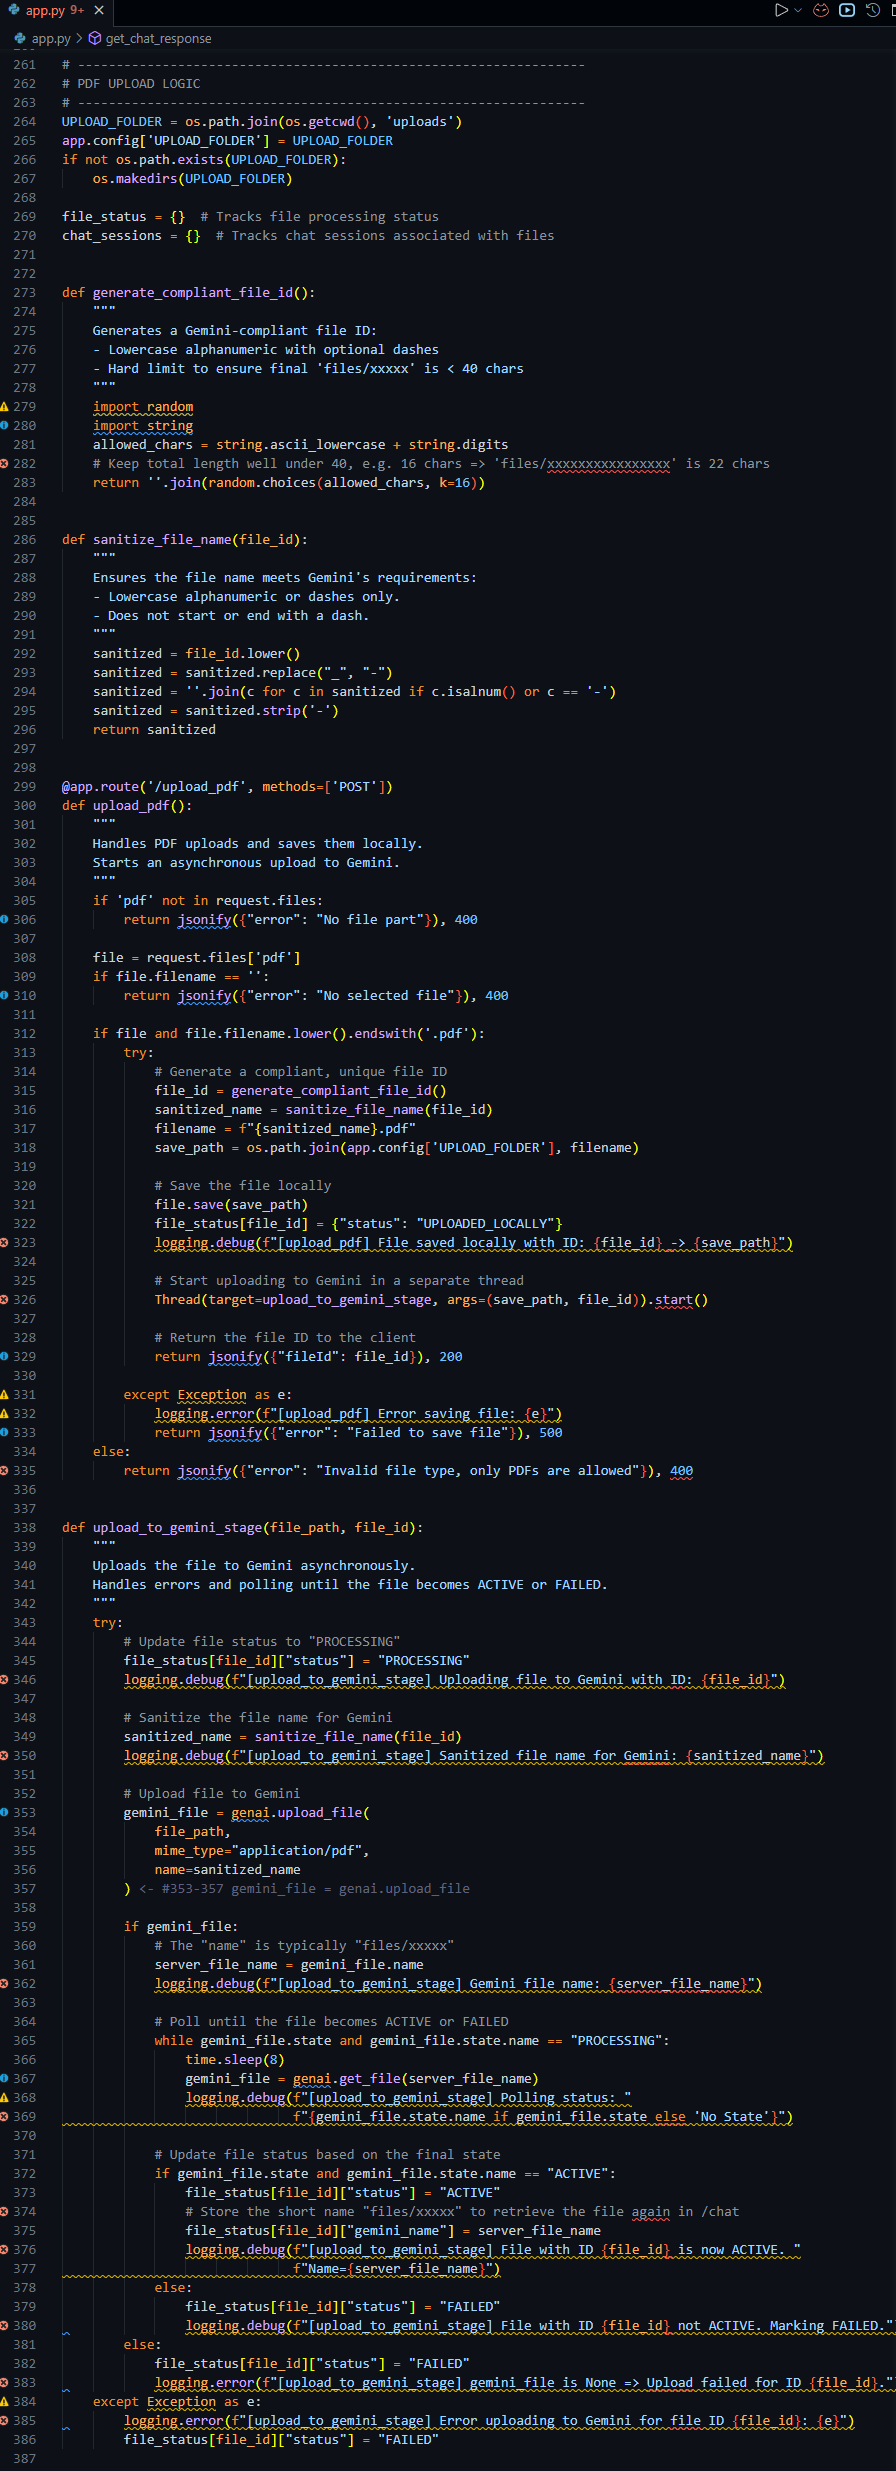 app.py 9+
app.py > get_chat_response
261 # ------------------------------------------------------------------
262 # PDF UPLOAD LOGIC
263 # ------------------------------------------------------------------
264 UPLOAD_FOLDER = os.path.join(os.getcwd(), 'uploads')
265 app.config['UPLOAD_FOLDER'] = UPLOAD_FOLDER
266 if not os.path.exists(UPLOAD_FOLDER):
267     os.makedirs(UPLOAD_FOLDER)
268
269 file_status = {}  # Tracks file processing status
270 chat_sessions = {}  # Tracks chat sessions associated with files
271
272
273 def generate_compliant_file_id():
274     """
275     Generates a Gemini-compliant file ID:
276     - Lowercase alphanumeric with optional dashes
277     - Hard limit to ensure final 'files/xxxxx' is < 40 chars
278     """
279     import random
280     import string
281     allowed_chars = string.ascii_lowercase + string.digits
282     # Keep total length well under 40, e.g. 16 chars => 'files/xxxxxxxxxxxxxxxx' is 22 chars
283     return ''.join(random.choices(allowed_chars, k=16))
284
285
286 def sanitize_file_name(file_id):
287     """
288     Ensures the file name meets Gemini's requirements:
289     - Lowercase alphanumeric or dashes only.
290     - Does not start or end with a dash.
291     """
292     sanitized = file_id.lower()
293     sanitized = sanitized.replace("_", "-")
294     sanitized = ''.join(c for c in sanitized if c.isalnum() or c == '-')
295     sanitized = sanitized.strip('-')
296     return sanitized
297
298
299 @app.route('/upload_pdf', methods=['POST'])
300 def upload_pdf():
301     """
302     Handles PDF uploads and saves them locally.
303     Starts an asynchronous upload to Gemini.
304     """
305     if 'pdf' not in request.files:
306         return jsonify({"error": "No file part"}), 400
307
308     file = request.files['pdf']
309     if file.filename == '':
310         return jsonify({"error": "No selected file"}), 400
311
312     if file and file.filename.lower().endswith('.pdf'):
313         try:
314             # Generate a compliant, unique file ID
315             file_id = generate_compliant_file_id()
316             sanitized_name = sanitize_file_name(file_id)
317             filename = f"{sanitized_name}.pdf"
318             save_path = os.path.join(app.config['UPLOAD_FOLDER'], filename)
319
320             # Save the file locally
321             file.save(save_path)
322             file_status[file_id] = {"status": "UPLOADED_LOCALLY"}
323             logging.debug(f"[upload_pdf] File saved locally with ID: {file_id} -> {save_path}")
324
325             # Start uploading to Gemini in a separate thread
326             Thread(target=upload_to_gemini_stage, args=(save_path, file_id)).start()
327
328             # Return the file ID to the client
329             return jsonify({"fileId": file_id}), 200
330
331         except Exception as e:
332             logging.error(f"[upload_pdf] Error saving file: {e}")
333             return jsonify({"error": "Failed to save file"}), 500
334     else:
335         return jsonify({"error": "Invalid file type, only PDFs are allowed"}), 400
336
337
338 def upload_to_gemini_stage(file_path, file_id):
339     """
340     Uploads the file to Gemini asynchronously.
341     Handles errors and polling until the file becomes ACTIVE or FAILED.
342     """
343     try:
344         # Update file status to "PROCESSING"
345         file_status[file_id]["status"] = "PROCESSING"
346         logging.debug(f"[upload_to_gemini_stage] Uploading file to Gemini with ID: {file_id}")
347
348         # Sanitize the file name for Gemini
349         sanitized_name = sanitize_file_name(file_id)
350         logging.debug(f"[upload_to_gemini_stage] Sanitized file name for Gemini: {sanitized_name}")
351
352         # Upload file to Gemini
353         gemini_file = genai.upload_file(
354             file_path,
355             mime_type="application/pdf",
356             name=sanitized_name
357         ) <- #353-357 gemini_file = genai.upload_file
358
359         if gemini_file:
360             # The "name" is typically "files/xxxxx"
361             server_file_name = gemini_file.name
362             logging.debug(f"[upload_to_gemini_stage] Gemini file name: {server_file_name}")
363
364             # Poll until the file becomes ACTIVE or FAILED
365             while gemini_file.state and gemini_file.state.name == "PROCESSING":
366                 time.sleep(8)
367                 gemini_file = genai.get_file(server_file_name)
368                 logging.debug(f"[upload_to_gemini_stage] Polling status: "
369                               f"{gemini_file.state.name if gemini_file.state else 'No State'}")
370
371             # Update file status based on the final state
372             if gemini_file.state and gemini_file.state.name == "ACTIVE":
373                 file_status[file_id]["status"] = "ACTIVE"
374                 # Store the short name "files/xxxxx" to retrieve the file again in /chat
375                 file_status[file_id]["gemini_name"] = server_file_name
376                 logging.debug(f"[upload_to_gemini_stage] File with ID {file_id} is now ACTIVE. "
377                               f"Name={server_file_name}")
378             else:
379                 file_status[file_id]["status"] = "FAILED"
380                 logging.debug(f"[upload_to_gemini_stage] File with ID {file_id} not ACTIVE. Marking FAILED.")
381         else:
382             file_status[file_id]["status"] = "FAILED"
383             logging.error(f"[upload_to_gemini_stage] gemini_file is None => Upload failed for ID {file_id}.")
384     except Exception as e:
385         logging.error(f"[upload_to_gemini_stage] Error uploading to Gemini for file ID {file_id}: {e}")
386         file_status[file_id]["status"] = "FAILED"
387